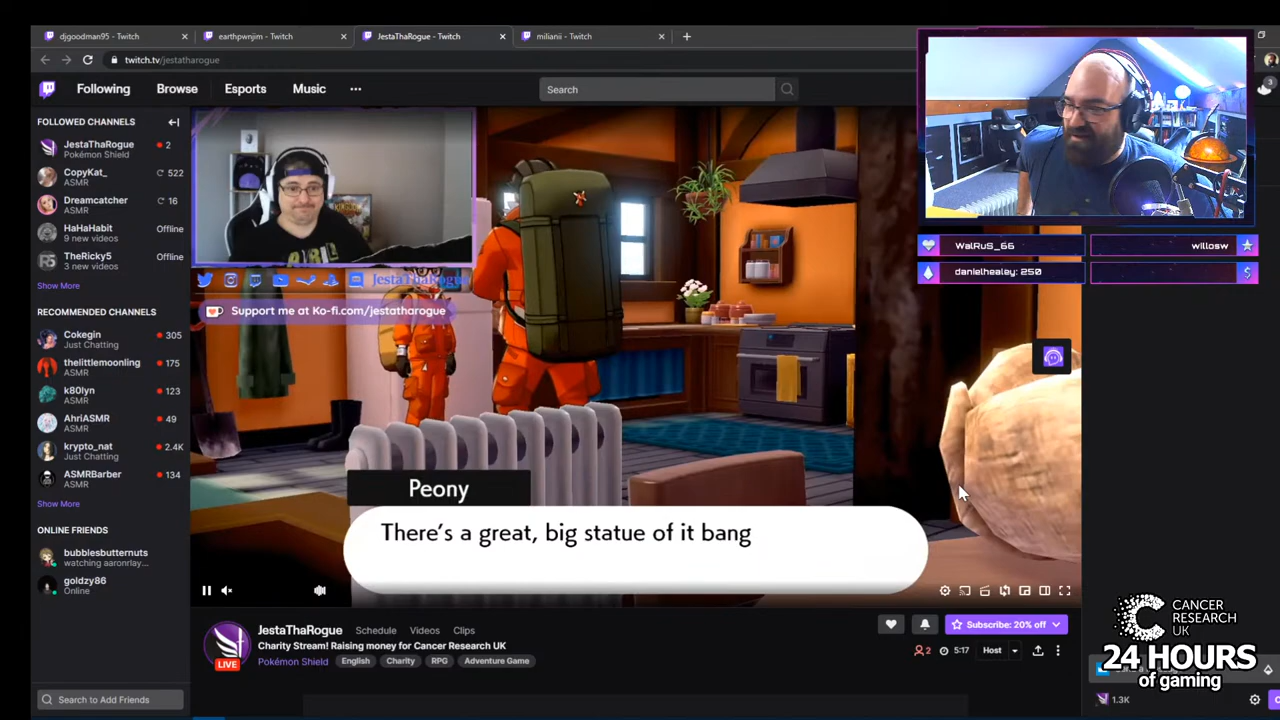 djgoodman95 - Twitch
earthpwnjim - Twitch
JestaThaRogue - Twitch
milianii - Twitch
twitch.tv/jestatharogue
Following
Browse
Esports
Music
Search
3
FOLLOWED CHANNELS
JestaThaRogue 2
Pokémon Shield
CopyKat_ 522
ASMR
Dreamcatcher 16
ASMR
HaHaHabit Offline
9 new videos
TheRicky5 Offline
3 new videos
Show More
RECOMMENDED CHANNELS
Cokegin 305
Just Chatting
thelittlemoonling 175
ASMR
k80lyn 123
ASMR
AhriASMR 49
ASMR
krypto_nat 2.4K
Just Chatting
ASMRBarber 134
ASMR
Show More
ONLINE FRIENDS
bubblesbutternuts
watching aaronrlay...
goldzy86
Online
Search to Add Friends
JestaThaRogue
Support me at Ko-fi.com/jestatharogue
WalRuS_66
willosw
danielhealey: 250
Peony
There's a great, big statue of it bang
JestaThaRogue Schedule Videos Clips
Charity Stream! Raising money for Cancer Research UK
Pokémon Shield English Charity RPG Adventure Game
LIVE
Subscribe: 20% off
2 5:17 Host
CANCER
RESEARCH
UK
24 HOURS
of gaming
1.3K